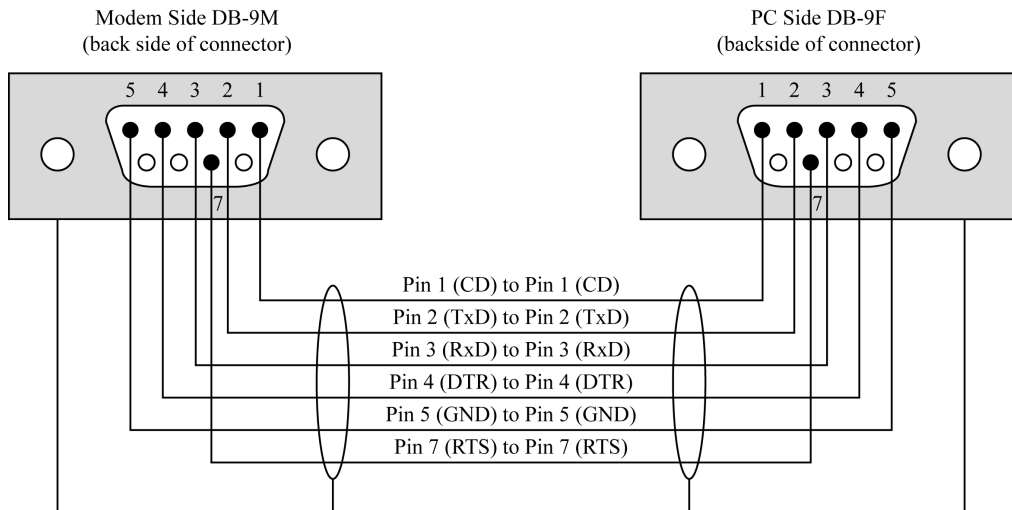 Modem Side DB-9M
(back side of connector)
PC Side DB-9F
(backside of connector)
5 4 3 2 1
7
1 2 3 4 5
7
Pin 1 (CD) to Pin 1 (CD)
Pin 2 (TxD) to Pin 2 (TxD)
Pin 3 (RxD) to Pin 3 (RxD)
Pin 4 (DTR) to Pin 4 (DTR)
Pin 5 (GND) to Pin 5 (GND)
Pin 7 (RTS) to Pin 7 (RTS)